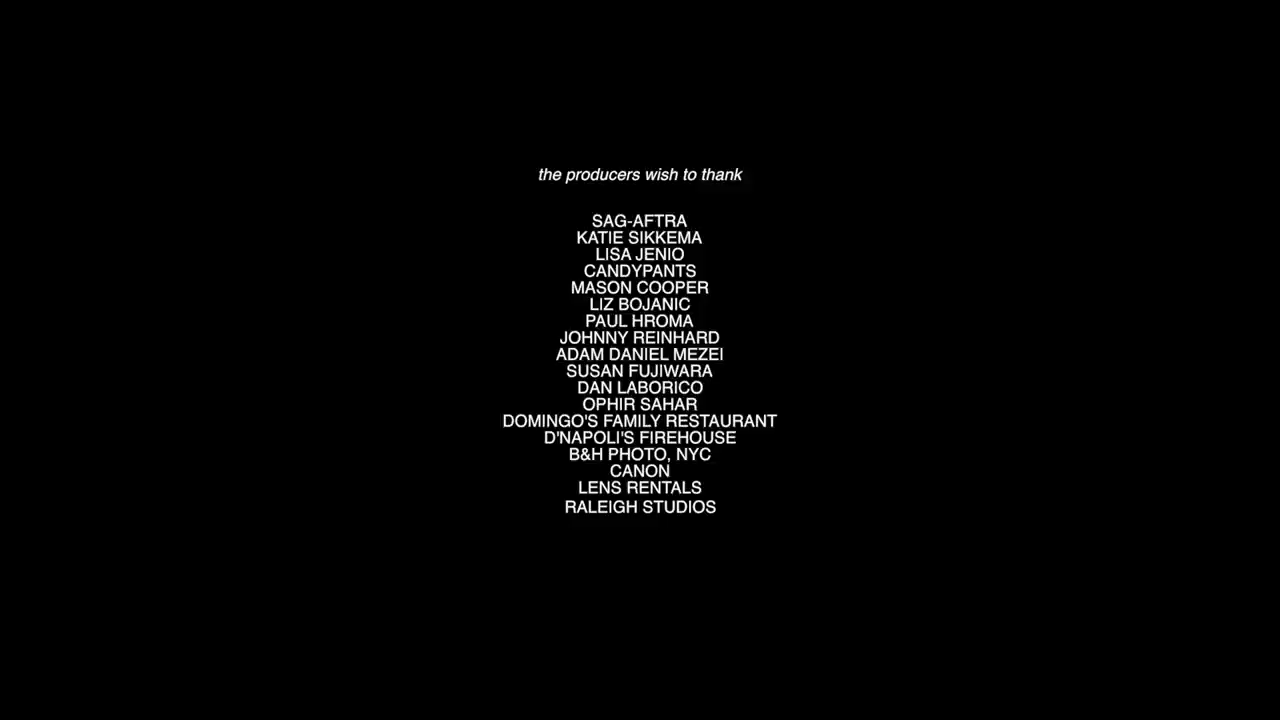 the producers wish to thank
SAG-AFTRA
KATIE SIKKEMA
LISA JENIO
CANDYPANTS
MASON COOPER
LIZ BOJANIC
PAUL HROMA
JOHNNY REINHARD
ADAM DANIEL MEZEI
SUSAN FUJIWARA
DAN LABORICO
OPHIR SAHAR
DOMINGO'S FAMILY RESTAURANT
D'NAPOLI'S FIREHOUSE
B&H PHOTO, NYC
CANON
LENS RENTALS
RALEIGH STUDIOS